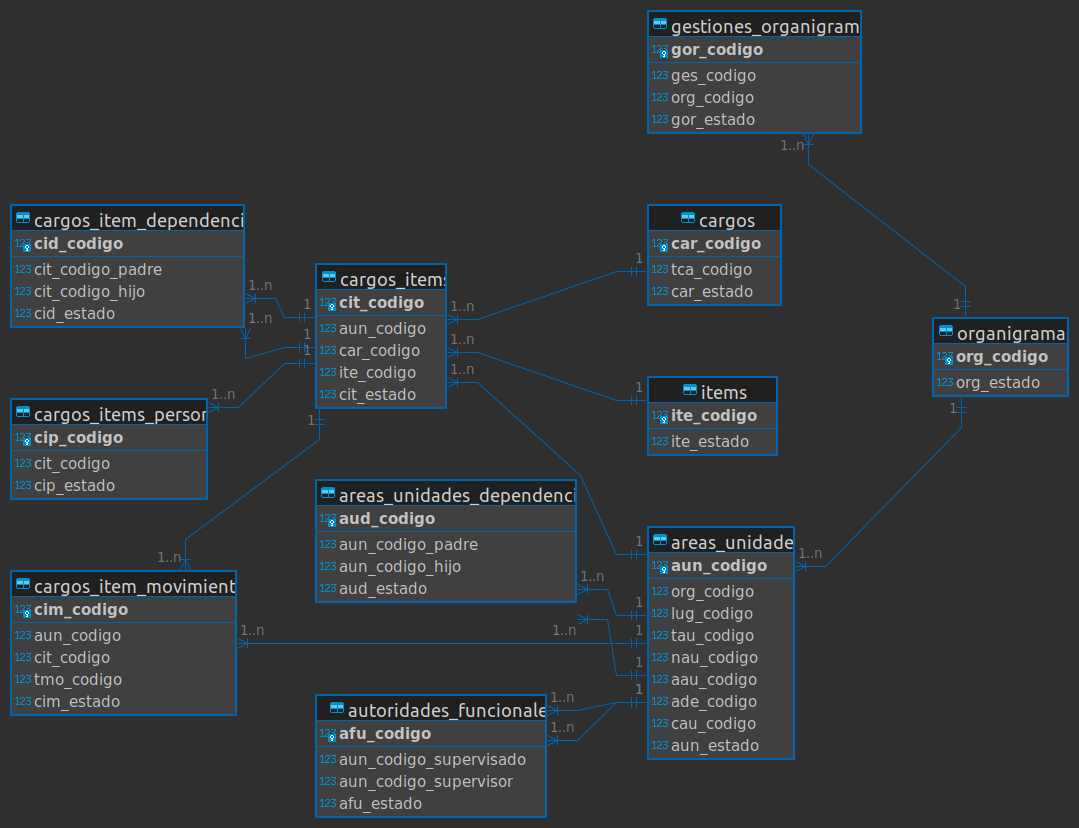 gestiones_organigram
123 gor_codigo
123 ges_codigo
123 org_codigo
123 gor_estado
1..n
cargos_item_dependenci
123 cid_codigo
123 cit_codigo_padre
123 cit_codigo_hijo
123 cid_estado
1..n
1..n
1
1
1
cargos_items
123 cit_codigo
123 aun_codigo
123 car_codigo
123 ite_codigo
123 cit_estado
1..n
1..n
1..n
1
cargos
123 car_codigo
123 tca_codigo
123 car_estado
1
1
organigrama
123 org_codigo
123 org_estado
1
1
items
123 ite_codigo
123 ite_estado
1..n
cargos_items_person
123 cip_codigo
123 cit_codigo
123 cip_estado
areas_unidades_dependenci
123 aud_codigo
123 aun_codigo_padre
123 aun_codigo_hijo
123 aud_estado
1..n
1..n
1
1
1
1
1
areas_unidade
123 aun_codigo
123 org_codigo
123 lug_codigo
123 tau_codigo
123 nau_codigo
123 aau_codigo
123 ade_codigo
123 cau_codigo
123 aun_estado
1..n
1..n
cargos_item_movimient
123 cim_codigo
123 aun_codigo
123 cit_codigo
123 tmo_codigo
123 cim_estado
1..n
autoridades_funcionale
123 afu_codigo
123 aun_codigo_supervisado
123 aun_codigo_supervisor
123 afu_estado
1..n
1..n